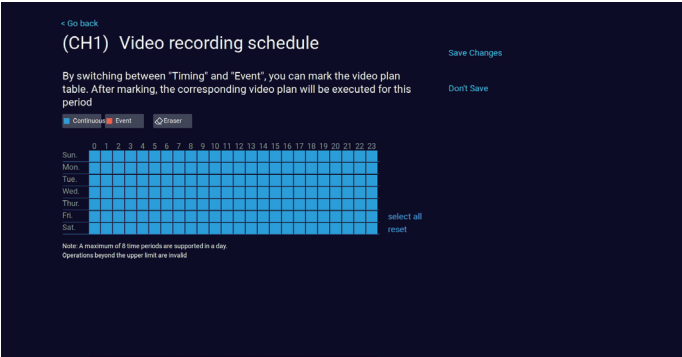 < Go back
(CH1) Video recording schedule
Save Changes
By switching between "Timing" and "Event", you can mark the video plan
table. After marking, the corresponding video plan will be executed for this
period
Don't Save
Continuous Event Eraser
0 1 2 3 4 5 6 7 8 9 10 11 12 13 14 15 16 17 18 19 20 21 22 23
Sun.
Mon.
Tue.
Wed.
Thur.
Fri.
select all
Sat.
reset
Note: A maximum of 8 time periods are supported in a day.
Operations beyond the upper limit are invalid